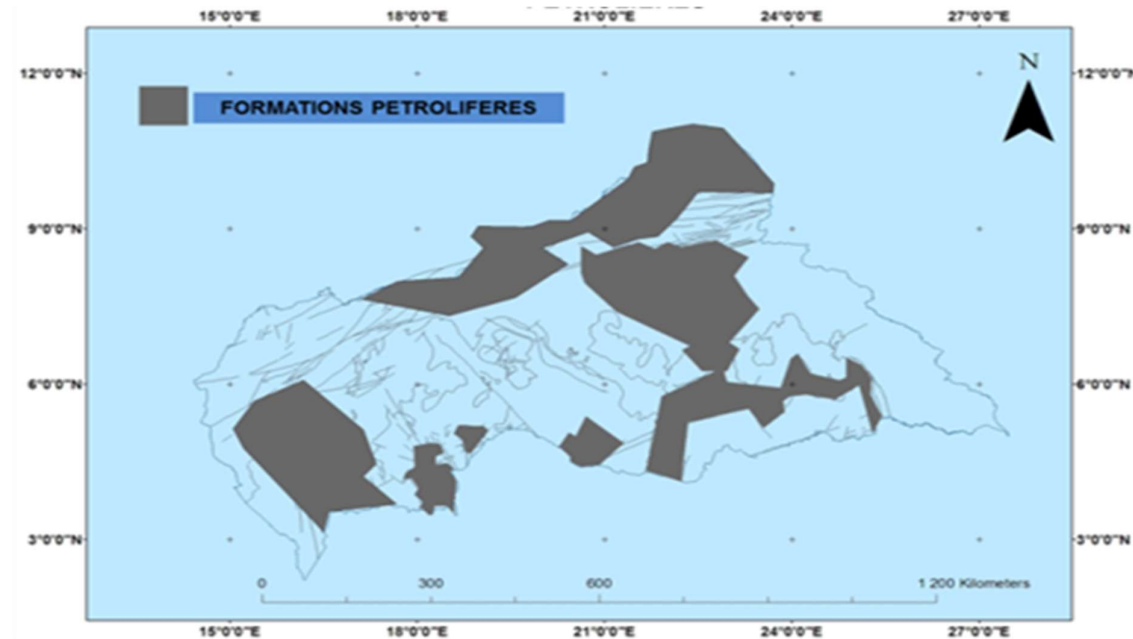 15°0'0"E 18°0'0"E 21°0'0"E 24°0'0"E 27°0'0"E
12°0'0"N 12°0'0"N
N
FORMATIONS PETROLIFERES
9°0'0"N 9°0'0"N
6°0'0"N 6°0'0"N
3°0'0"N 3°0'0"N
0 300 600 1 200 Kilometers
15°0'0"E 18°0'0"E 21°0'0"E 24°0'0"E 27°0'0"E